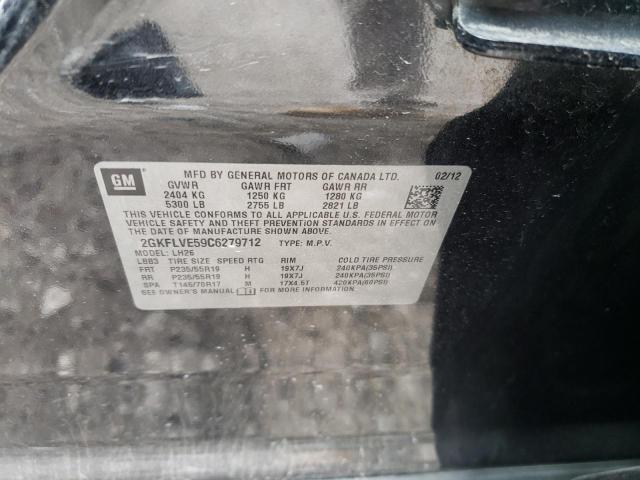 GM
MFD BY GENERAL MOTORS OF CANADA LTD. 02/12
GVWR GAWR FRT GAWR RR
2404 KG 1250 KG 1280 KG
5300 LB 2755 LB 2821 LB
THIS VEHICLE CONFORMS TO ALL APPLICABLE U.S. FEDERAL MOTOR
VEHICLE SAFETY AND THEFT PREVENTION STANDARDS IN EFFECT ON
THE DATE OF MANUFACTURE SHOWN ABOVE.
2GKFLVE59C6279712 TYPE: M.P.V.
MODEL: LH26
LBB3 TIRE SIZE SPEED RTG RIM COLD TIRE PRESSURE
FRT P235/55R19 H 19X7J 240KPA(35PSI)
RR P235/55R19 H 19X7J 240KPA(35PSI)
SPA T145/70R17 M 17X4.5T 420KPA(60PSI)
SEE OWNER'S MANUAL FOR MORE INFORMATION.